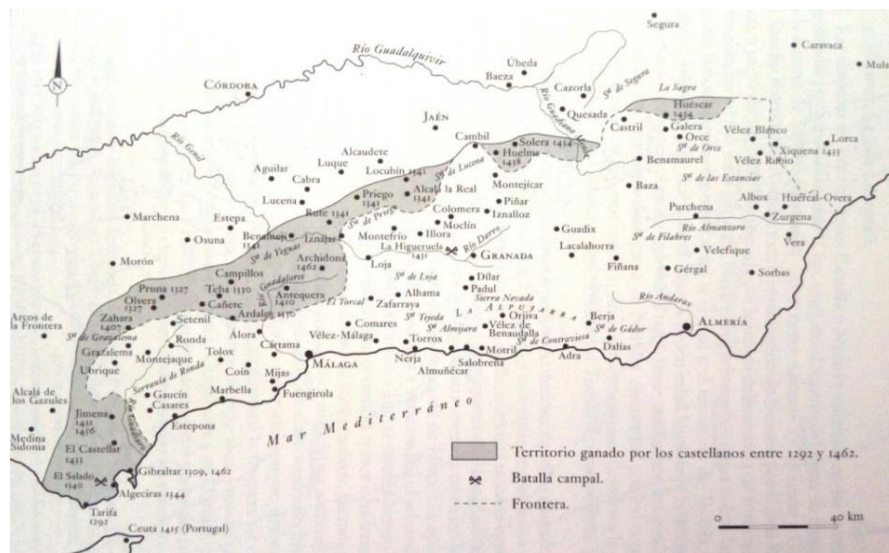 Segura
Caravaca
Mula
Río Guadalquivir
Úbeda
Baeza
Cazorla
Sª de Segura
La Sagra
N
CÓRDOBA
Quesada
Río Guadiana Menor
Huéscar
1434
JAÉN
Castril
Galera
Orce
Sª de Orce
Vélez Blanco
Vélez Rubio
Xiquena 1433
Lorca
Río Genil
Cambil
Solera 1434
Huelma
1438
Benamaurel
Alcaudete
Luque
Locubín 1341
Sª de Lucena
Aguilar
Cabra
Lucena
Priego
1341
Alcalá la Real
1341
Montejícar
Baza
Sª de las Estancias
Marchena
Estepa
Rute 1341
Sª de Priego
Colomera
Moclín
Píñar
Iznalloz
Purchena
Albox
Huércal-Overa
Zurgena
Osuna
Benamejí
1341
Iznájar
Montefrío
Illora
La Higueruela
1431
Río Darro
GRANADA
Guadix
Río Almanzora
Sª de Filabres
Vera
Morón
Sª de Yeguas
Archidona
1462
Loja
Lacalahorra
Fiñana
Velefique
Gérgal
Sorbas
Campillos
Pruna 1327
Teba 1330
Guadalorce
Sª de Loja
Dílar
Padul
Olvera
1327
Cañete
Antequera
1410
El Torcal
Alhama
Zafarraya
Sierra Nevada
LA ALPUJARRA
Río Andarax
Arcos de
la Frontera
Zahara
1407
Setenil
Sª de Grazalema
Comares
Sª Tejeda
Sª Almijara
Orjiva
Vélez de
Benaudalla
Sª de Contraviesa
Berja
Sª de Gádor
ALMERÍA
Grazalema
Ronda
Álora
Cártama
Vélez-Málaga
Torrox
Nerja
Almuñécar
Salobreña
Motril
Adra
Dalías
Montejaque
Ubrique
Tolox
Coín
MÁLAGA
Mijas
Serranía de Ronda
Alcalá de
los Gazules
Gaucín
Casares
Marbella
Fuengirola
Jimena
1431
1456
Estepona
Mar Mediterráneo
Medina
Sidonia
El Castellar
1433
Territorio ganado por los castellanos entre 1292 y 1462.
El Salado
1340
Gibraltar 1309, 1462
Batalla campal.
Algeciras 1344
Frontera.
Tarifa
1292
Ceuta 1415 (Portugal)
0 40 km